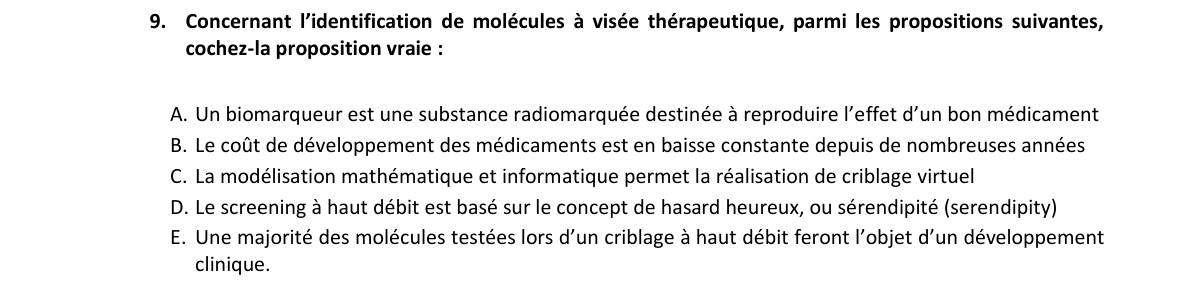 9. Concernant l’identification de molécules à visée thérapeutique, parmi les propositions suivantes,
cochez-la proposition vraie :
A. Un biomarqueur est une substance radiomarquée destinée à reproduire l’effet d’un bon médicament
B. Le coût de développement des médicaments est en baisse constante depuis de nombreuses années
C. La modélisation mathématique et informatique permet la réalisation de criblage virtuel
D. Le screening à haut débit est basé sur le concept de hasard heureux, ou sérendipité (serendipity)
E. Une majorité des molécules testées lors d’un criblage à haut débit feront l’objet d’un développement
clinique.